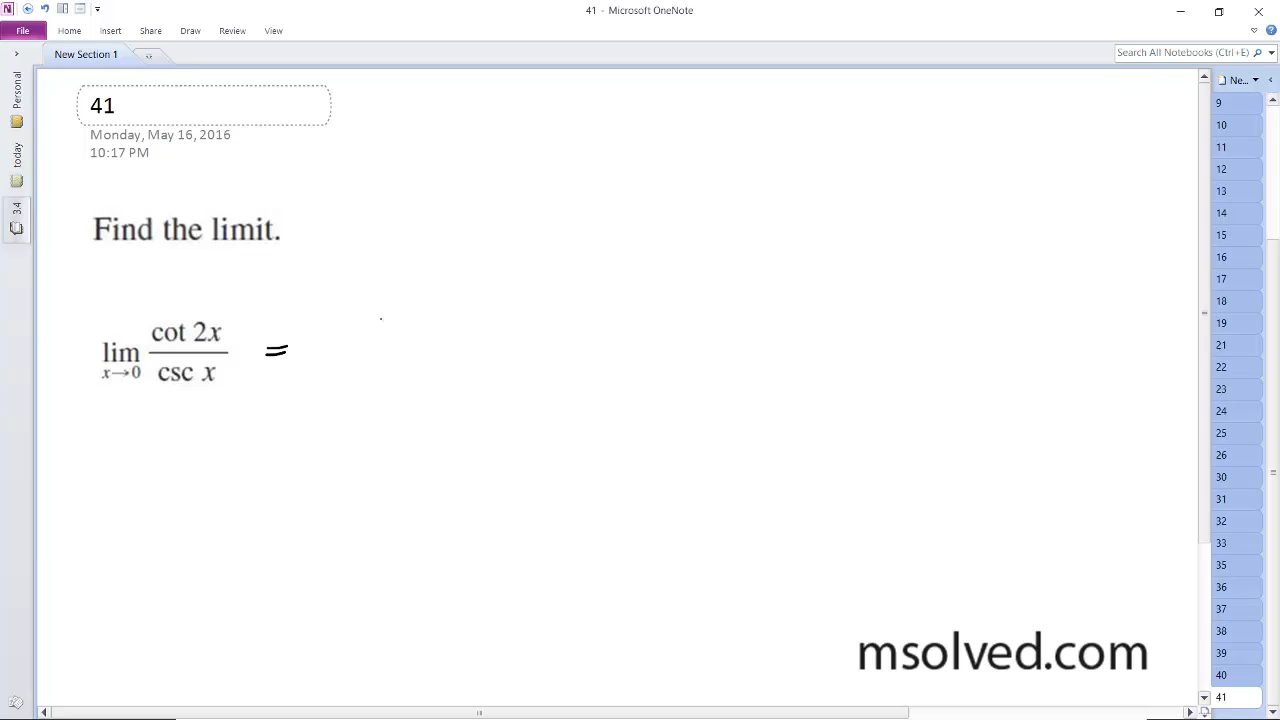 41 - Microsoft OneNote
File Home Insert Share Draw Review View
New Section 1
Search All Notebooks (Ctrl+E)
Personal
today
34
Ne...
41
Monday, May 16, 2016
10:17 PM
Find the limit.
lim x→0 cot 2x / csc x =
msolved.com
9
10
11
12
13
14
15
16
17
18
19
21
22
23
24
25
26
30
31
32
33
35
36
37
38
39
40
41